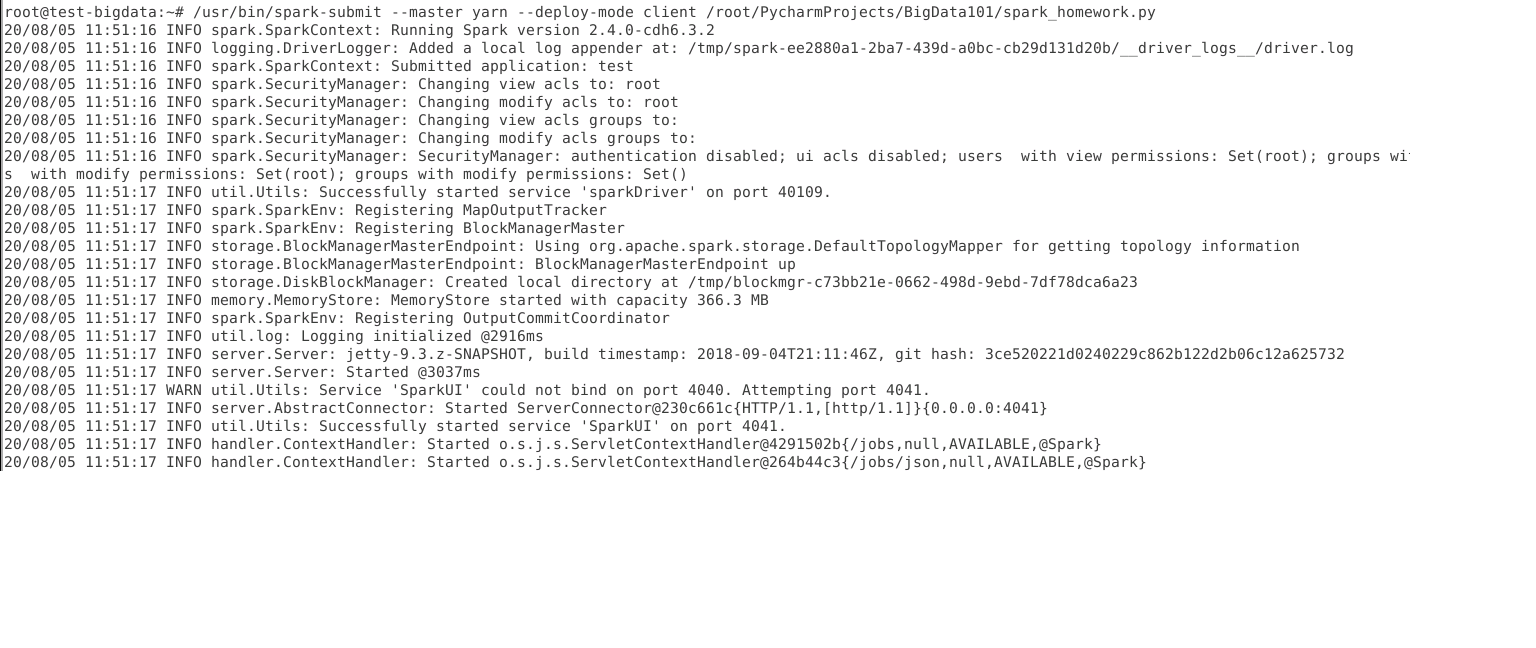 root@test-bigdata:~# /usr/bin/spark-submit --master yarn --deploy-mode client /root/PycharmProjects/BigData101/spark_homework.py
20/08/05 11:51:16 INFO spark.SparkContext: Running Spark version 2.4.0-cdh6.3.2
20/08/05 11:51:16 INFO logging.DriverLogger: Added a local log appender at: /tmp/spark-ee2880a1-2ba7-439d-a0bc-cb29d131d20b/__driver_logs__/driver.log
20/08/05 11:51:16 INFO spark.SparkContext: Submitted application: test
20/08/05 11:51:16 INFO spark.SecurityManager: Changing view acls to: root
20/08/05 11:51:16 INFO spark.SecurityManager: Changing modify acls to: root
20/08/05 11:51:16 INFO spark.SecurityManager: Changing view acls groups to:
20/08/05 11:51:16 INFO spark.SecurityManager: Changing modify acls groups to:
20/08/05 11:51:16 INFO spark.SecurityManager: SecurityManager: authentication disabled; ui acls disabled; users  with view permissions: Set(root); groups wi
s  with modify permissions: Set(root); groups with modify permissions: Set()
20/08/05 11:51:17 INFO util.Utils: Successfully started service 'sparkDriver' on port 40109.
20/08/05 11:51:17 INFO spark.SparkEnv: Registering MapOutputTracker
20/08/05 11:51:17 INFO spark.SparkEnv: Registering BlockManagerMaster
20/08/05 11:51:17 INFO storage.BlockManagerMasterEndpoint: Using org.apache.spark.storage.DefaultTopologyMapper for getting topology information
20/08/05 11:51:17 INFO storage.BlockManagerMasterEndpoint: BlockManagerMasterEndpoint up
20/08/05 11:51:17 INFO storage.DiskBlockManager: Created local directory at /tmp/blockmgr-c73bb21e-0662-498d-9ebd-7df78dca6a23
20/08/05 11:51:17 INFO memory.MemoryStore: MemoryStore started with capacity 366.3 MB
20/08/05 11:51:17 INFO spark.SparkEnv: Registering OutputCommitCoordinator
20/08/05 11:51:17 INFO util.log: Logging initialized @2916ms
20/08/05 11:51:17 INFO server.Server: jetty-9.3.z-SNAPSHOT, build timestamp: 2018-09-04T21:11:46Z, git hash: 3ce520221d0240229c862b122d2b06c12a625732
20/08/05 11:51:17 INFO server.Server: Started @3037ms
20/08/05 11:51:17 WARN util.Utils: Service 'SparkUI' could not bind on port 4040. Attempting port 4041.
20/08/05 11:51:17 INFO server.AbstractConnector: Started ServerConnector@230c661c{HTTP/1.1,[http/1.1]}{0.0.0.0:4041}
20/08/05 11:51:17 INFO util.Utils: Successfully started service 'SparkUI' on port 4041.
20/08/05 11:51:17 INFO handler.ContextHandler: Started o.s.j.s.ServletContextHandler@4291502b{/jobs,null,AVAILABLE,@Spark}
20/08/05 11:51:17 INFO handler.ContextHandler: Started o.s.j.s.ServletContextHandler@264b44c3{/jobs/json,null,AVAILABLE,@Spark}